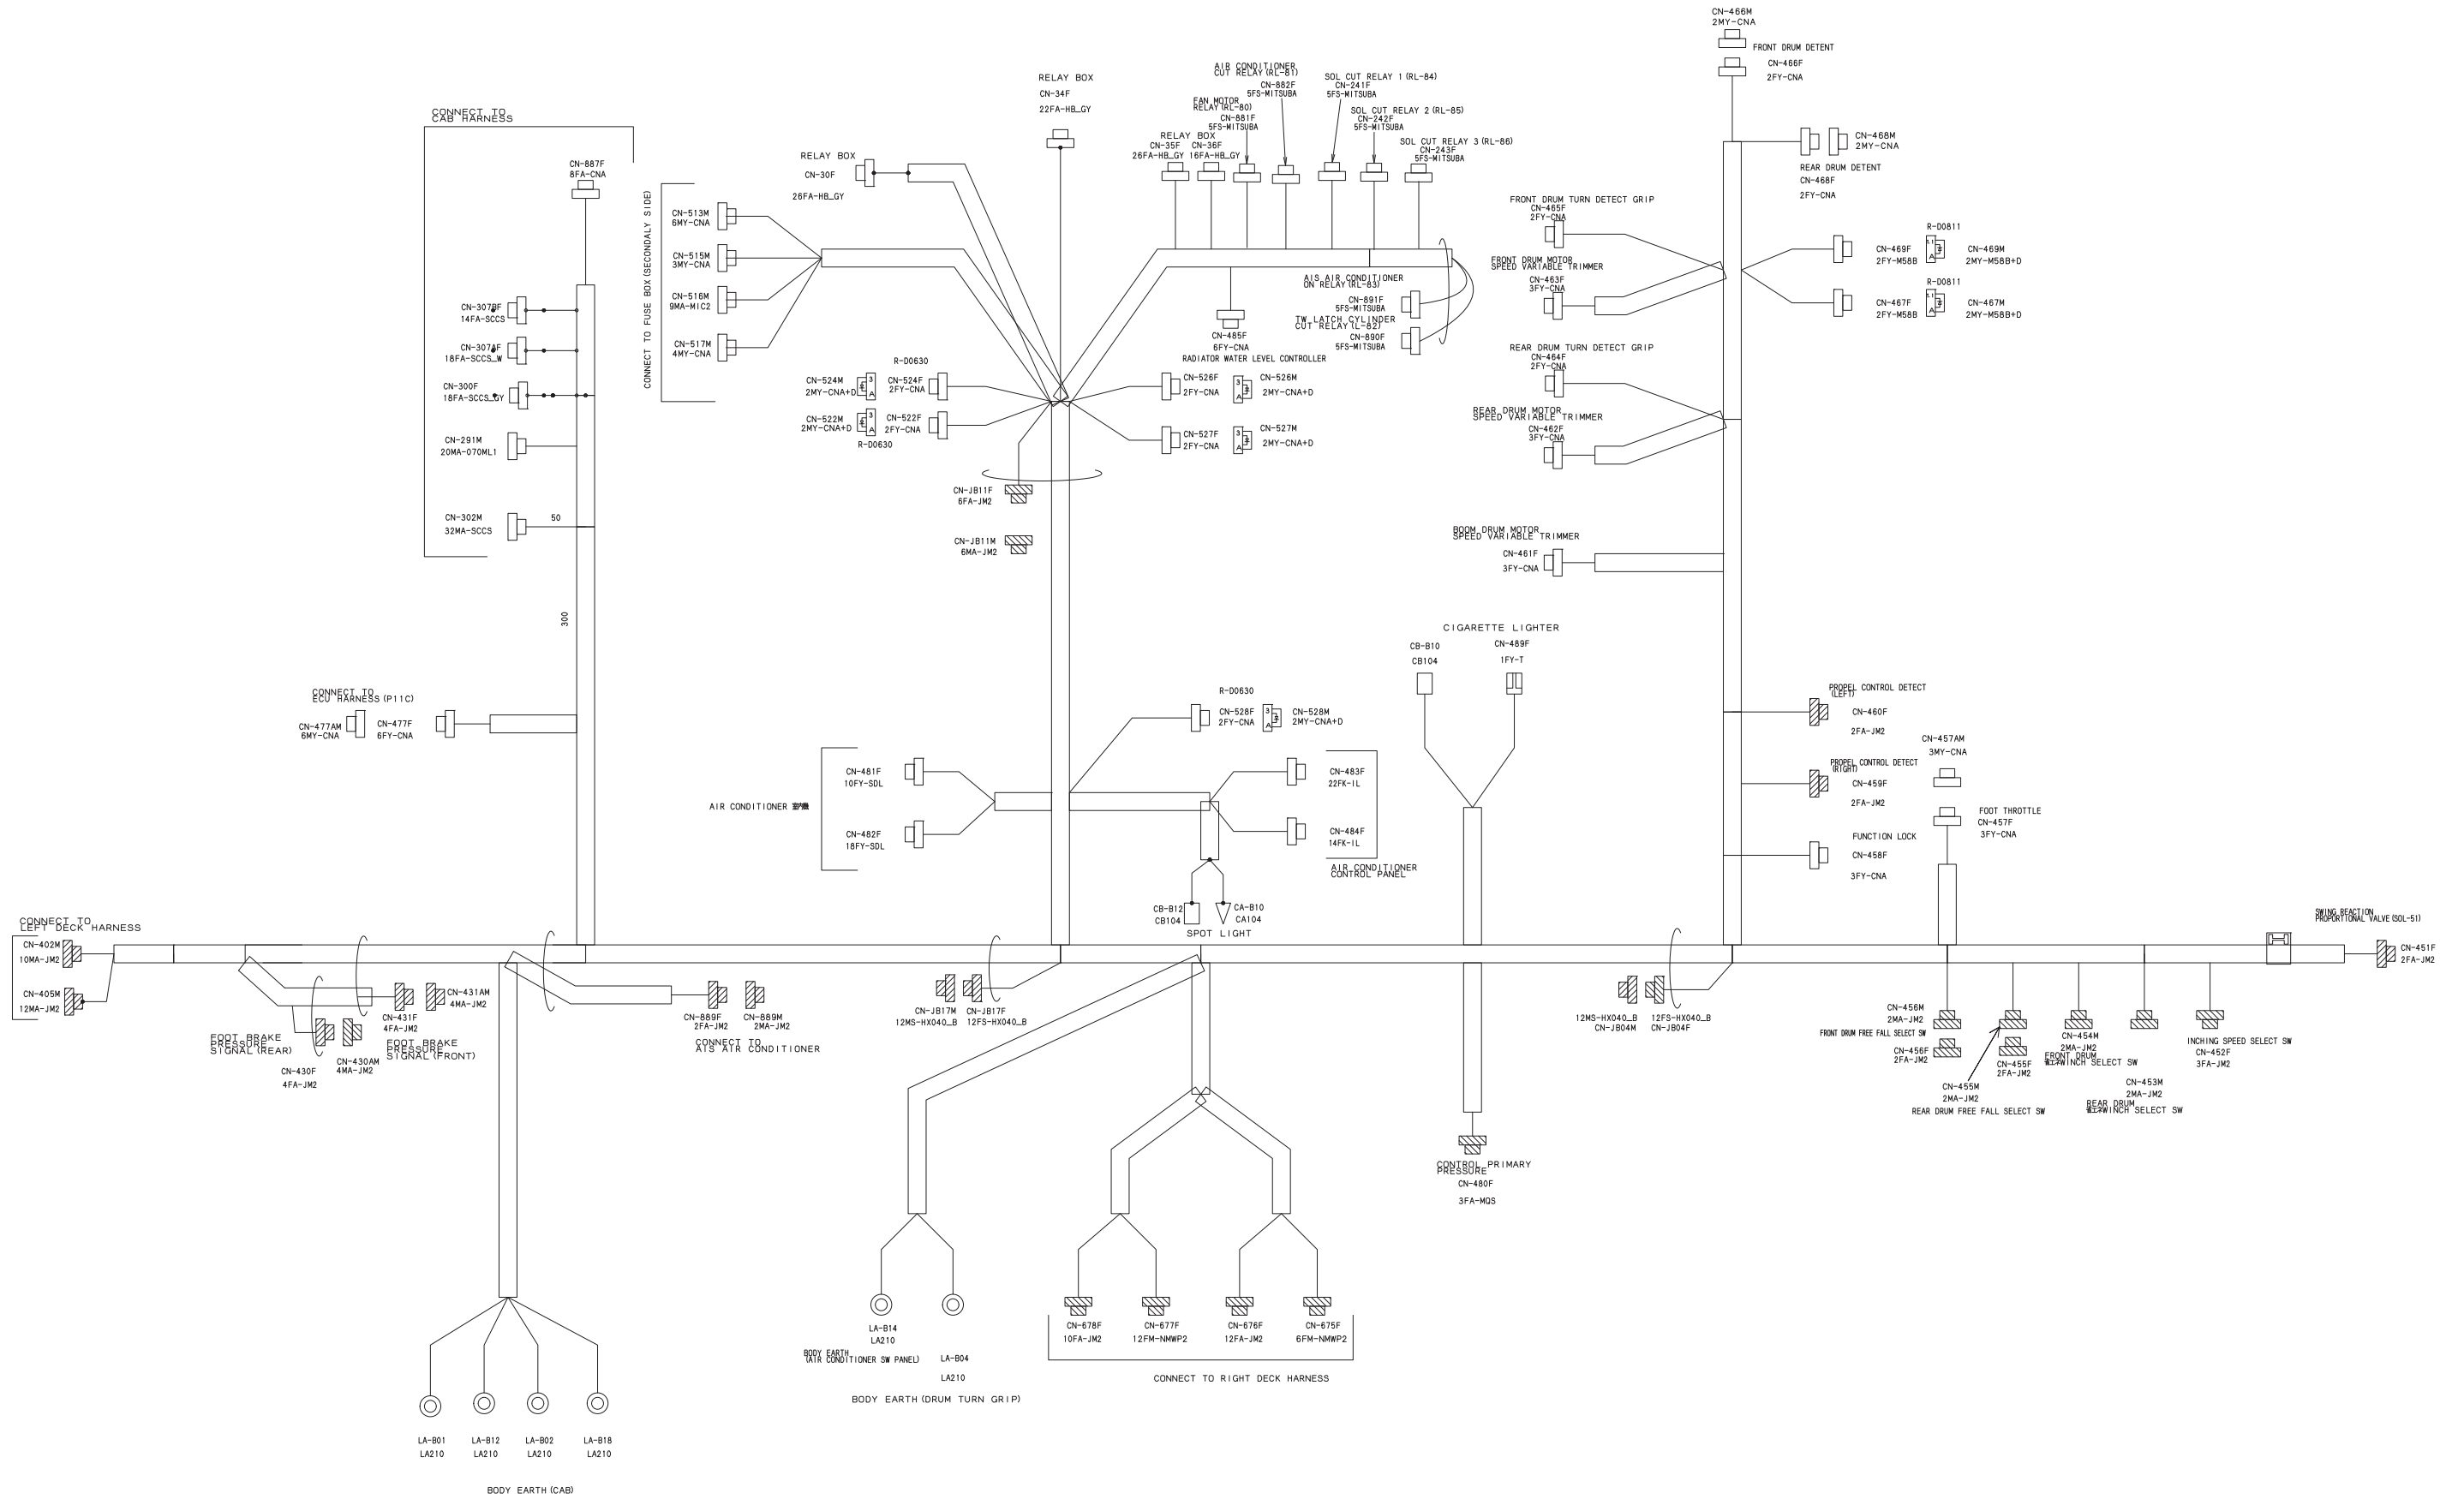 CN-466M
2MY-CNA
FRONT DRUM DETENT
CN-466F
2FY-CNA
RELAY BOX
CN-34F
22FA-HB_GY
AIR CONDITIONER
CUT RELAY(RL-81)
CN-882F
5FS-MITSUBA
SOL CUT RELAY 1(RL-84)
CN-241F
5FS-MITSUBA
FAN MOTOR
RELAY(RL-80)
CN-881F
5FS-MITSUBA
SOL CUT RELAY 2(RL-85)
CN-242F
5FS-MITSUBA
RELAY BOX
CN-35F
26FA-HB_GY
CN-36F
16FA-HB_GY
SOL CUT RELAY 3(RL-86)
CN-243F
5FS-MITSUBA
CN-468M
2MY-CNA
REAR DRUM DETENT
CN-468F
2FY-CNA
CONNECT TO
CAB HARNESS
CN-887F
8FA-CNA
RELAY BOX
CN-30F
26FA-HB_GY
CONNECT TO FUSE BOX(SECONDALY SIDE)
CN-513M
6MY-CNA
CN-515M
3MY-CNA
CN-516M
9MA-MIC2
CN-517M
4MY-CNA
FRONT DRUM TURN DETECT GRIP
CN-465F
2FY-CNA
FRONT DRUM MOTOR
SPEED VARIABLE TRIMMER
CN-463F
3FY-CNA
R-D0811
CN-469F
2FY-M58B
CN-469M
2MY-M58B+D
R-D0811
CN-467F
2FY-M58B
CN-467M
2MY-M58B+D
AIS AIR CONDITIONER
ON RELAY(RL-83)
CN-891F
5FS-MITSUBA
TW LATCH CYLINDER
CUT RELAY(L-82)
CN-890F
5FS-MITSUBA
CN-485F
6FY-CNA
RADIATOR WATER LEVEL CONTROLLER
CN-307BF
14FA-SCCS
CN-307AF
18FA-SCCS_W
CN-300F
18FA-SCCS_GY
CN-291M
20MA-070ML1
CN-302M
32MA-SCCS
50
300
R-D0630
CN-524M
2MY-CNA+D
CN-524F
2FY-CNA
CN-522M
2MY-CNA+D
CN-522F
2FY-CNA
R-D0630
CN-526F
2FY-CNA
CN-526M
2MY-CNA+D
CN-527F
2FY-CNA
CN-527M
2MY-CNA+D
REAR DRUM TURN DETECT GRIP
CN-464F
2FY-CNA
REAR DRUM MOTOR
SPEED VARIABLE TRIMMER
CN-462F
3FY-CNA
CN-JB11F
6FA-JM2
CN-JB11M
6MA-JM2
BOOM DRUM MOTOR
SPEED VARIABLE TRIMMER
CN-461F
3FY-CNA
CIGARETTE LIGHTER
CB-B10
CB104
CN-489F
1FY-T
CONNECT TO
ECU HARNESS(P11C)
CN-477AM
6MY-CNA
CN-477F
6FY-CNA
R-D0630
CN-528F
2FY-CNA
CN-528M
2MY-CNA+D
PROPEL CONTROL DETECT
(LEFT)
CN-460F
2FA-JM2
CN-457AM
3MY-CNA
PROPEL CONTROL DETECT
(RIGHT)
CN-459F
2FA-JM2
FOOT THROTTLE
CN-457F
3FY-CNA
FUNCTION LOCK
CN-458F
3FY-CNA
CN-481F
10FY-SDL
AIR CONDITIONER
CN-482F
18FY-SDL
CN-483F
22FK-IL
CN-484F
14FK-IL
AIR CONDITIONER
CONTROL PANEL
CB-B12
CB104
CA-B10
CA104
SPOT LIGHT
CONNECT TO
LEFT DECK HARNESS
CN-402M
10MA-JM2
CN-405M
12MA-JM2
SWING REACTION
PROPORTIONAL VALVE(SOL-51)
CN-451F
2FA-JM2
CN-431F
4FA-JM2
CN-431AM
4MA-JM2
FOOT BRAKE
PRESSURE
SIGNAL(REAR)
FOOT BRAKE
PRESSURE
SIGNAL(FRONT)
CN-430F
4FA-JM2
CN-430AM
4MA-JM2
CN-889F
2FA-JM2
CN-889M
2MA-JM2
CONNECT TO
AIS AIR CONDITIONER
CN-JB17M
12MS-HX040_B
CN-JB17F
12FS-HX040_B
12MS-HX040_B
CN-JB04M
12FS-HX040_B
CN-JB04F
CN-456M
2MA-JM2
FRONT DRUM FREE FALL SELECT SW
CN-456F
2FA-JM2
CN-455F
2FA-JM2
CN-455M
2MA-JM2
REAR DRUM FREE FALL SELECT SW
CN-454M
2MA-JM2
FRONT DRUM
WINCH SELECT SW
CN-453M
2MA-JM2
REAR DRUM
WINCH SELECT SW
INCHING SPEED SELECT SW
CN-452F
3FA-JM2
CONTROL PRIMARY
PRESSURE
CN-480F
3FA-MQS
LA-B14
LA210
BODY EARTH
(AIR CONDITIONER SW PANEL)
LA-B04
LA210
BODY EARTH(DRUM TURN GRIP)
CN-678F
10FA-JM2
CN-677F
12FM-NMWP2
CN-676F
12FA-JM2
CN-675F
6FM-NMWP2
CONNECT TO RIGHT DECK HARNESS
LA-B01
LA210
LA-B12
LA210
LA-B02
LA210
LA-B18
LA210
BODY EARTH(CAB)